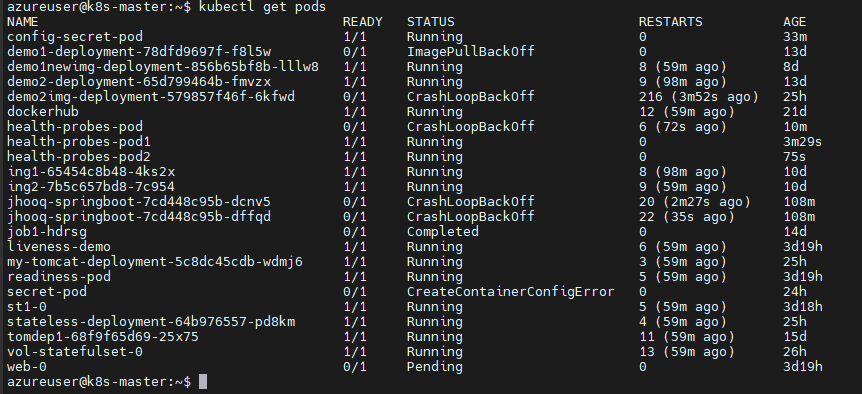 azureuser@k8s-master:~$ kubectl get pods
NAME READY STATUS RESTARTS AGE
config-secret-pod 1/1 Running 0 33m
demo1-deployment-78dfd9697f-f8l5w 0/1 ImagePullBackOff 0 13d
demo1newimg-deployment-856b65bf8b-lllw8 1/1 Running 8 (59m ago) 8d
demo2-deployment-65d799464b-fmvzx 1/1 Running 9 (98m ago) 13d
demo2img-deployment-579857f46f-6kfwd 0/1 CrashLoopBackOff 216 (3m52s ago) 25h
dockerhub 1/1 Running 12 (59m ago) 21d
health-probes-pod 0/1 CrashLoopBackOff 6 (72s ago) 10m
health-probes-pod1 1/1 Running 0 3m29s
health-probes-pod2 1/1 Running 0 75s
ing1-65454c8b48-4ks2x 1/1 Running 8 (98m ago) 10d
ing2-7b5c657bd8-7c954 1/1 Running 9 (59m ago) 10d
jhooq-springboot-7cd448c95b-dcnv5 0/1 CrashLoopBackOff 20 (2m27s ago) 108m
jhooq-springboot-7cd448c95b-dffqd 0/1 CrashLoopBackOff 22 (35s ago) 108m
job1-hdrsg 0/1 Completed 0 14d
liveness-demo 1/1 Running 6 (59m ago) 3d19h
my-tomcat-deployment-5c8dc45cdb-wdmj6 1/1 Running 3 (59m ago) 25h
readiness-pod 1/1 Running 5 (59m ago) 3d19h
secret-pod 0/1 CreateContainerConfigError 0 24h
st1-0 1/1 Running 5 (59m ago) 3d18h
stateless-deployment-64b976557-pd8km 1/1 Running 4 (59m ago) 25h
tomdep1-68f9f65d69-25x75 1/1 Running 11 (59m ago) 15d
vol-statefulset-0 1/1 Running 13 (59m ago) 26h
web-0 0/1 Pending 0 3d19h
azureuser@k8s-master:~$